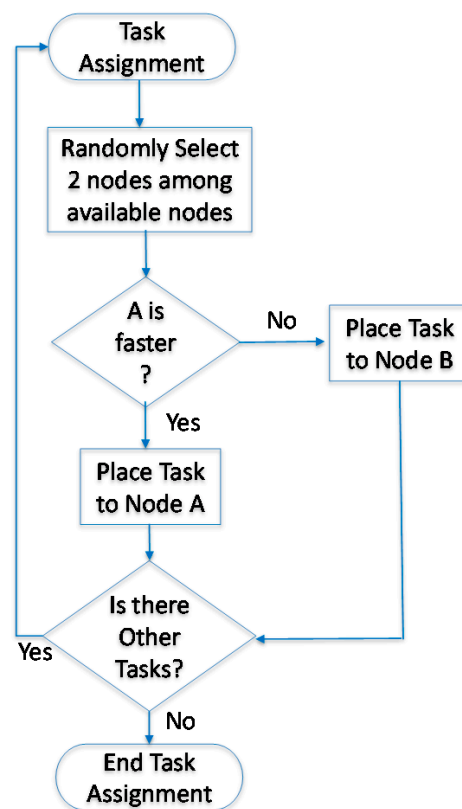 Task
Assignment
Randomly Select
2 nodes among
available nodes
A is
faster
?
No
Place Task
to Node B
Yes
Place Task
to Node A
Is there
Other
Tasks?
Yes
No
End Task
Assignment